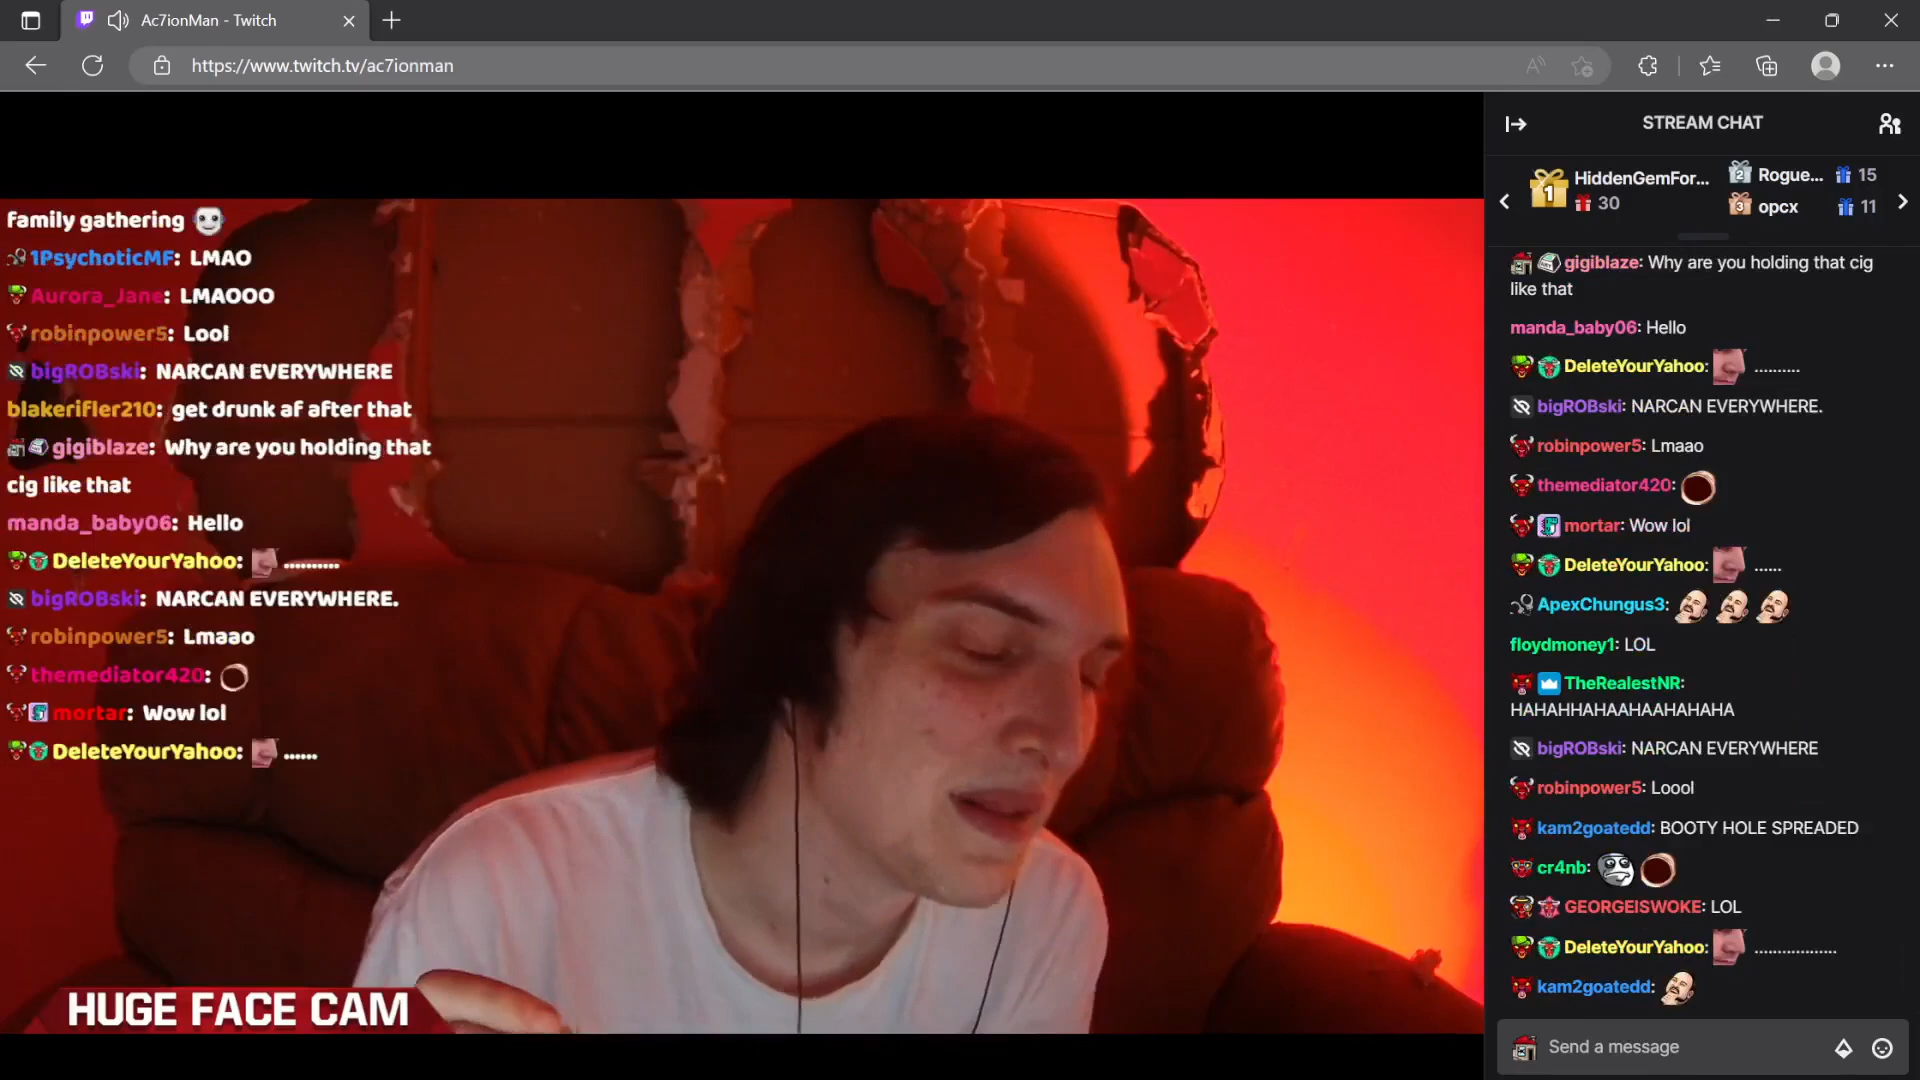 Ac7ionMan - Twitch
https://www.twitch.tv/ac7ionman
family gathering
1PsychoticMF: LMAO
Aurora_Jane: LMAOOO
robinpower5: Lool
bigROBski: NARCAN EVERYWHERE
blakerifler210: get drunk af after that
gigiblaze: Why are you holding that
cig like that
manda_baby06: Hello
DeleteYourYahoo: ..........
bigROBski: NARCAN EVERYWHERE.
robinpower5: Lmaao
themediator420:
mortar: Wow lol
DeleteYourYahoo: ......
HUGE FACE CAM
STREAM CHAT
1 HiddenGemFor...
30
2 Rogue... 15
3 opcx 11
gigiblaze: Why are you holding that cig
like that
manda_baby06: Hello
DeleteYourYahoo: ..........
bigROBski: NARCAN EVERYWHERE.
robinpower5: Lmaao
themediator420:
mortar: Wow lol
DeleteYourYahoo: ......
ApexChungus3:
floydmoney1: LOL
TheRealestNR:
HAHAHHAHAAHAAHAHAHA
bigROBski: NARCAN EVERYWHERE
robinpower5: Loool
kam2goatedd: BOOTY HOLE SPREADED
cr4nb:
GEORGEISWOKE: LOL
DeleteYourYahoo: .................
kam2goatedd:
Send a message